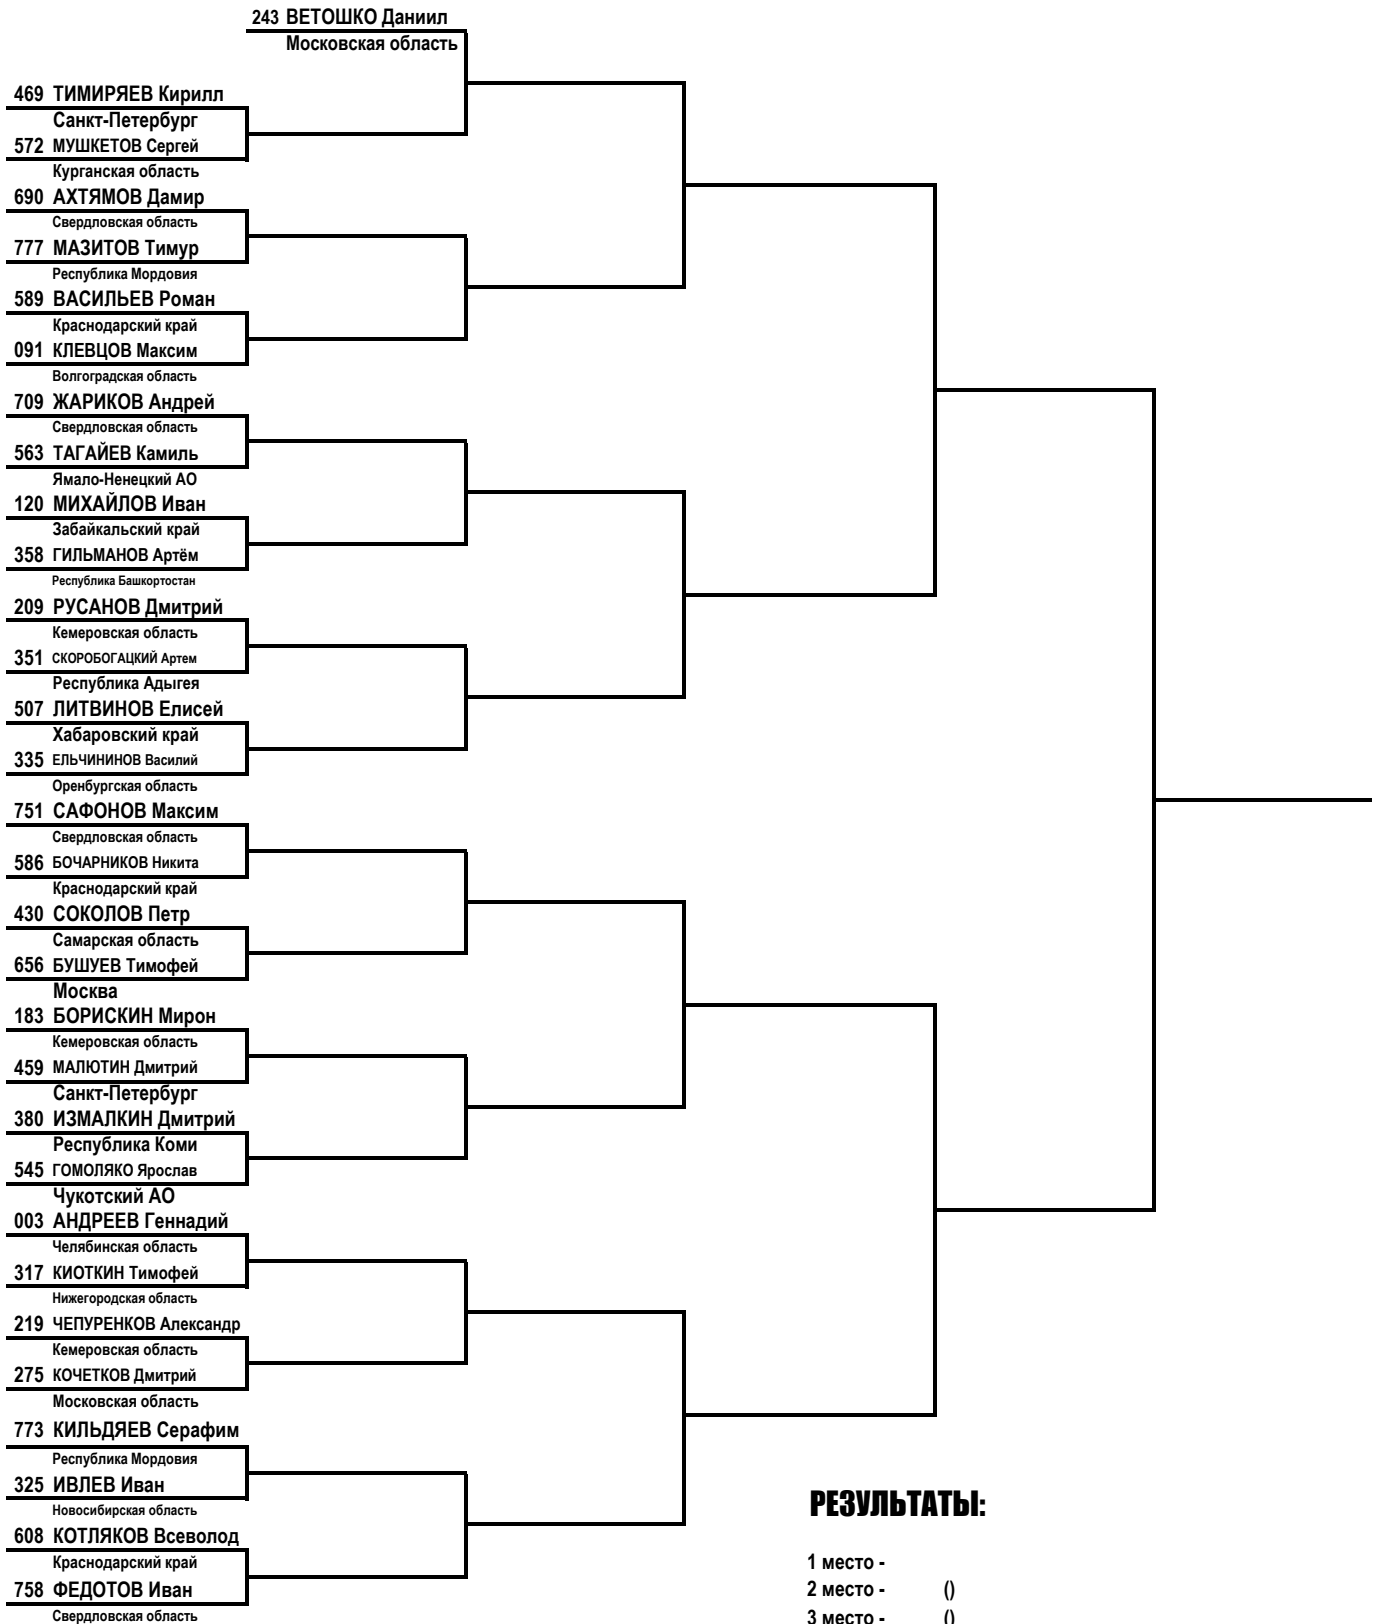 243 ВЕТОШКО Даниил
Московская область
469 ТИМИРЯЕВ Кирилл
Санкт-Петербург
572 МУШКЕТОВ Сергей
Курганская область
690 АХТЯМОВ Дамир
Свердловская область
777 МАЗИТОВ Тимур
Республика Мордовия
589 ВАСИЛЬЕВ Роман
Краснодарский край
091 КЛЕВЦОВ Максим
Волгоградская область
709 ЖАРИКОВ Андрей
Свердловская область
563 ТАГАЙЕВ Камиль
Ямало-Ненецкий АО
120 МИХАЙЛОВ Иван
Забайкальский край
358 ГИЛЬМАНОВ Артём
Республика Башкортостан
209 РУСАНОВ Дмитрий
Кемеровская область
351 СКОРОБОГАЦКИЙ Артем
Республика Адыгея
507 ЛИТВИНОВ Елисей
Хабаровский край
335 ЕЛЬЧИНИНОВ Василий
Оренбургская область
751 САФОНОВ Максим
Свердловская область
586 БОЧАРНИКОВ Никита
Краснодарский край
430 СОКОЛОВ Петр
Самарская область
656 БУШУЕВ Тимофей
Москва
183 БОРИСКИН Мирон
Кемеровская область
459 МАЛЮТИН Дмитрий
Санкт-Петербург
380 ИЗМАЛКИН Дмитрий
Республика Коми
545 ГОМОЛЯКО Ярослав
Чукотский АО
003 АНДРЕЕВ Геннадий
Челябинская область
317 КИОТКИН Тимофей
Нижегородская область
219 ЧЕПУРЕНКОВ Александр
Кемеровская область
275 КОЧЕТКОВ Дмитрий
Московская область
773 КИЛЬДЯЕВ Серафим
Республика Мордовия
325 ИВЛЕВ Иван
Новосибирская область
608 КОТЛЯКОВ Всеволод
Краснодарский край
758 ФЕДОТОВ Иван
Свердловская область
РЕЗУЛЬТАТЫ:
1 место -
2 место - ()
3 место - ()